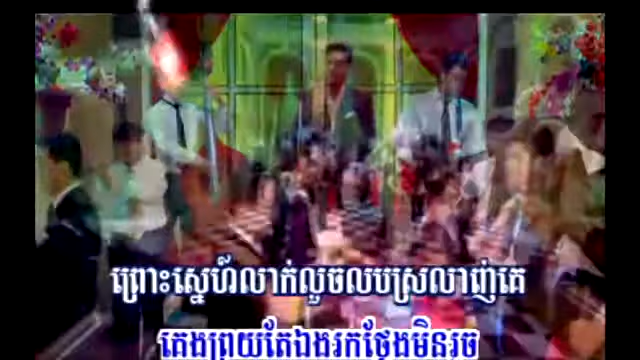 ព្រោះស្នេហ៍លាក់លួចលបស្រលាញ់គេ
គេងព្រួយតែឯងរកថ្លែងមិនរួច